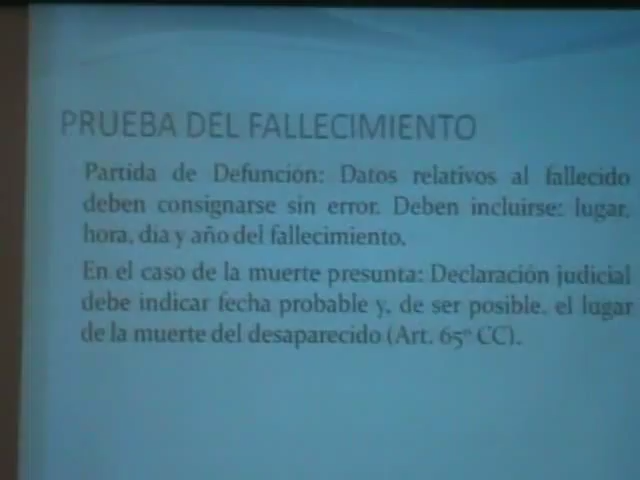 PRUEBA DEL FALLECIMIENTO
Partida de Defunción: Datos relativos al fallecido
deben consignarse sin error. Deben incluirse: lugar,
hora, dia y año del fallecimiento.
En el caso de la muerte presunta: Declaración judicial
debe indicar fecha probable y, de ser posible, el lugar
de la muerte del desaparecido (Art. 65º CC).